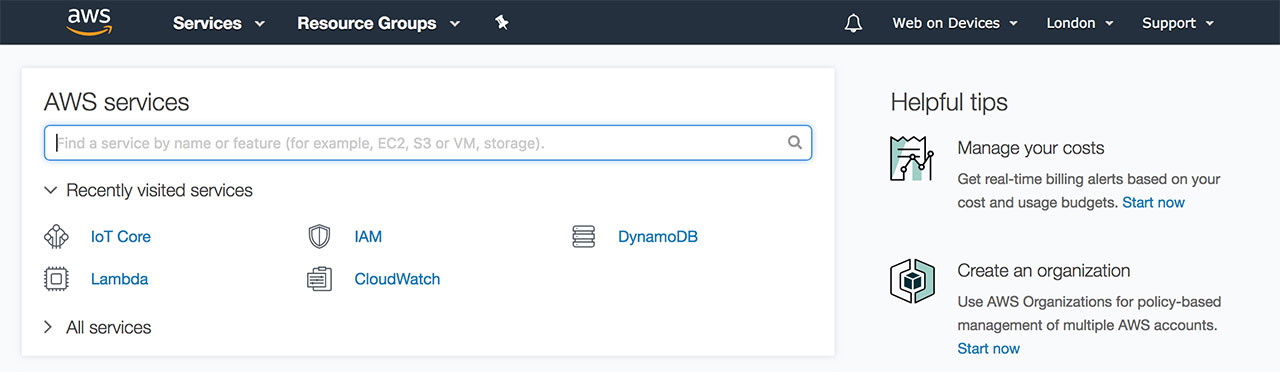 aws
Services
Resource Groups
Web on Devices
London
Support
AWS services
Find a service by name or feature (for example, EC2, S3 or VM, storage).
Recently visited services
IoT Core
IAM
DynamoDB
Lambda
CloudWatch
All services
Helpful tips
Manage your costs
Get real-time billing alerts based on your
cost and usage budgets. Start now
Create an organization
Use AWS Organizations for policy-based
management of multiple AWS accounts.
Start now